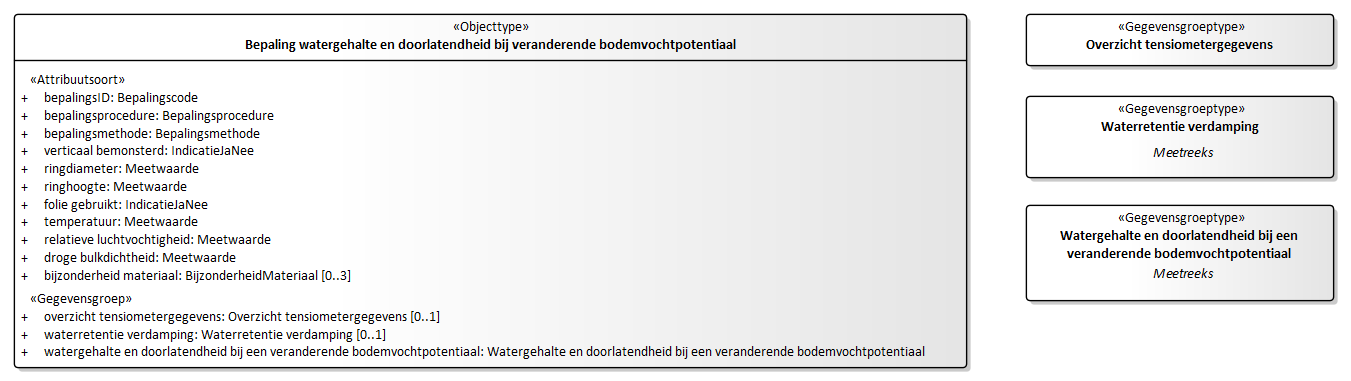 «Objecttype»
Bepaling watergehalte en doorlatendheid bij veranderende bodemvochtpotentiaal
«Attribuutsoort»
+ bepalingsID: Bepalingscode
+ bepalingsprocedure: Bepalingsprocedure
+ bepalingsmethode: Bepalingsmethode
+ verticaal bemonsterd: IndicatieJaNee
+ ringdiameter: Meetwaarde
+ ringhoogte: Meetwaarde
+ folie gebruikt: IndicatieJaNee
+ temperatuur: Meetwaarde
+ relatieve luchtvochtigheid: Meetwaarde
+ droge bulkdichtheid: Meetwaarde
+ bijzonderheid materiaal: BijzonderheidMateriaal [0..3]
«Gegevensgroep»
+ overzicht tensiometergegevens: Overzicht tensiometergegevens [0..1]
+ waterretentie verdamping: Waterretentie verdamping [0..1]
+ watergehalte en doorlatendheid bij een veranderende bodemvochtpotentiaal: Watergehalte en doorlatendheid bij een veranderende bodemvochtpotentiaal
«Gegevensgroeptype»
Overzicht tensiometergegevens
«Gegevensgroeptype»
Waterretentie verdamping
Meetreeks
«Gegevensgroeptype»
Watergehalte en doorlatendheid bij een
veranderende bodemvochtpotentiaal
Meetreeks